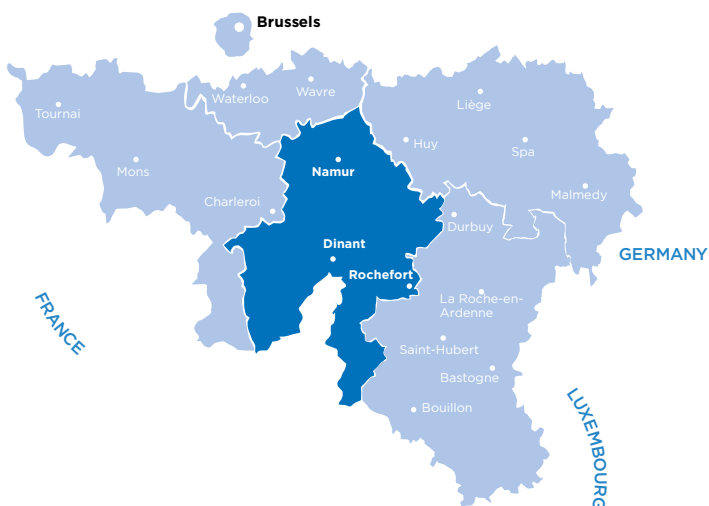 Brussels
Waterloo
Wavre
Tournai
Liège
Huy
Spa
Mons
Namur
Malmedy
Charleroi
Durbuy
Dinant
GERMANY
Rochefort
La Roche-en-
Ardenne
FRANCE
Saint-Hubert
Bastogne
Bouillon
LUXEMBOURG